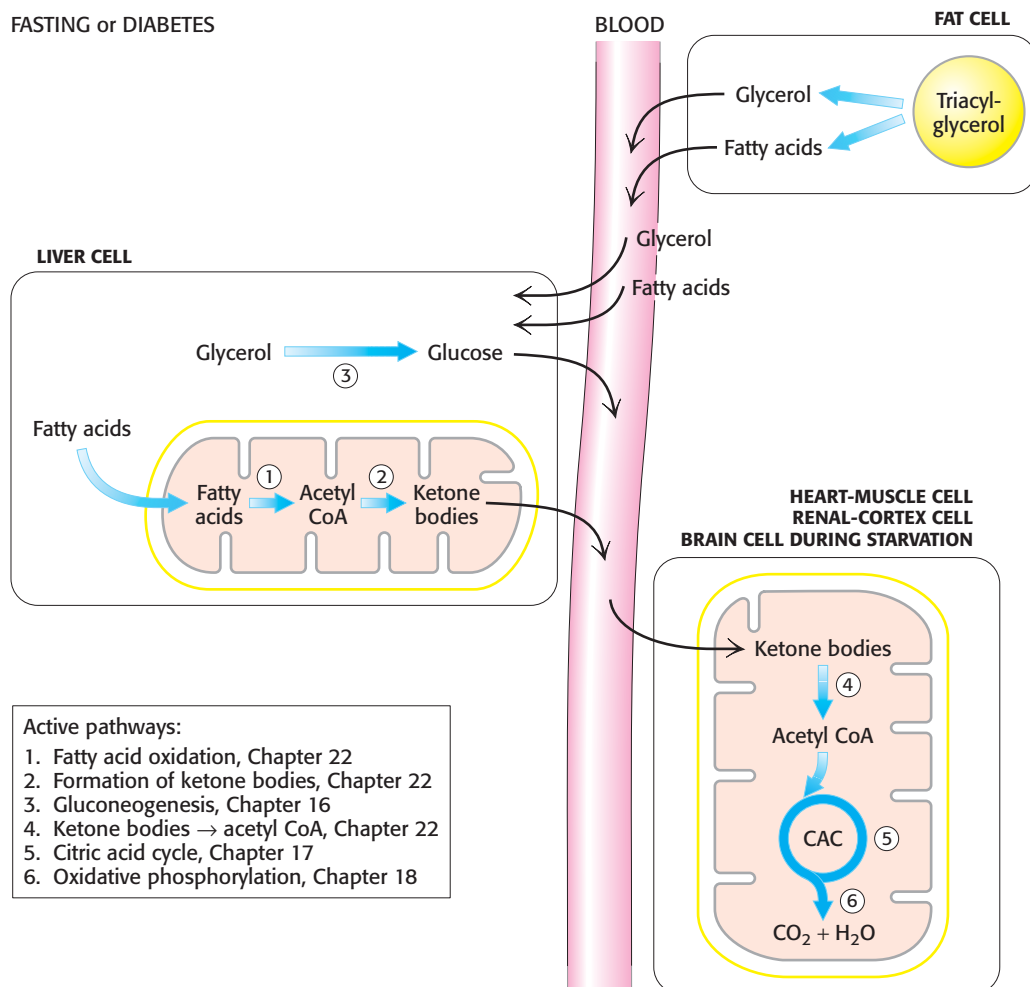 FASTING or DIABETES
BLOOD
FAT CELL
Glycerol
Fatty acids
Triacyl-
glycerol
Glycerol
Fatty acids
LIVER CELL
Glycerol
③
Glucose
Fatty acids
Fatty
acids
①
Acetyl
CoA
②
Ketone
bodies
HEART-MUSCLE CELL
RENAL-CORTEX CELL
BRAIN CELL DURING STARVATION
Ketone bodies
④
Acetyl CoA
CAC
⑤
⑥
CO₂ + H₂O
Active pathways:
1. Fatty acid oxidation, Chapter 22
2. Formation of ketone bodies, Chapter 22
3. Gluconeogenesis, Chapter 16
4. Ketone bodies → acetyl CoA, Chapter 22
5. Citric acid cycle, Chapter 17
6. Oxidative phosphorylation, Chapter 18